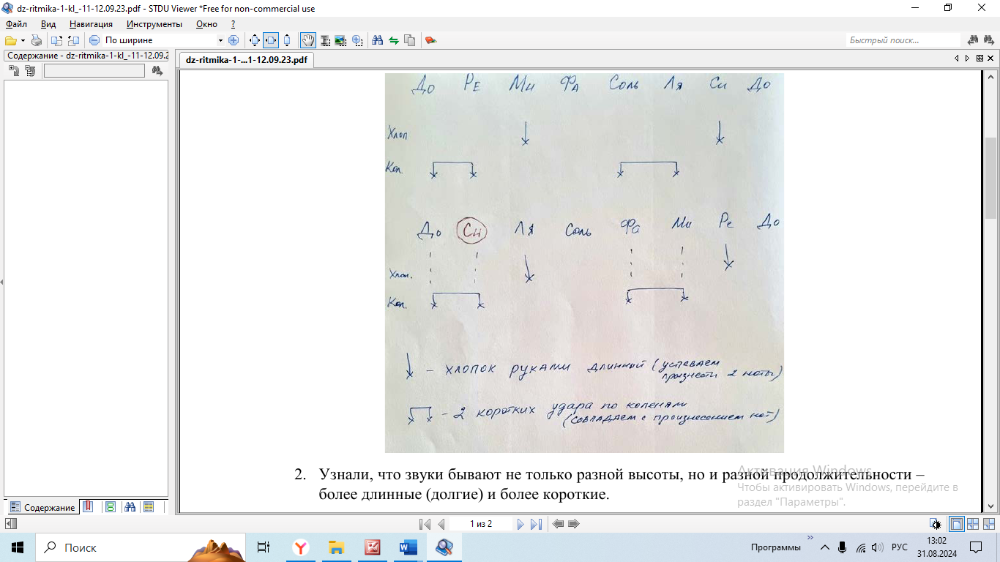 dz-ritmika-1-kl_-11-12.09.23.pdf - STDU Viewer *Free for non-commercial use
Файл Вид Навигация Инструменты Окно ?
По ширине
Быстрый поиск...
Содержание - dz-ritmika-1-kl_-11-12.09.2
dz-ritmika-1-...1-12.09.23.pdf
До Ре Ми Фа Соль Ля Си До
Хлоп
Кол.
До Си Ля Соль Фа Ми Ре До
Хлоп.
Кол.
– хлопок руками длинный (успеваем
произнести 2 ноты)
– 2 коротких удара по коленям
(совпадаем с произнесением нот)
2. Узнали, что звуки бывают не только разной высоты, но и разной продолжительности –
более длинные (долгие) и более короткие.
Активация Windows
Чтобы активировать Windows, перейдите в
раздел "Параметры".
Содержание
1 из 2
Поиск
Программы
РУС
13:02
31.08.2024